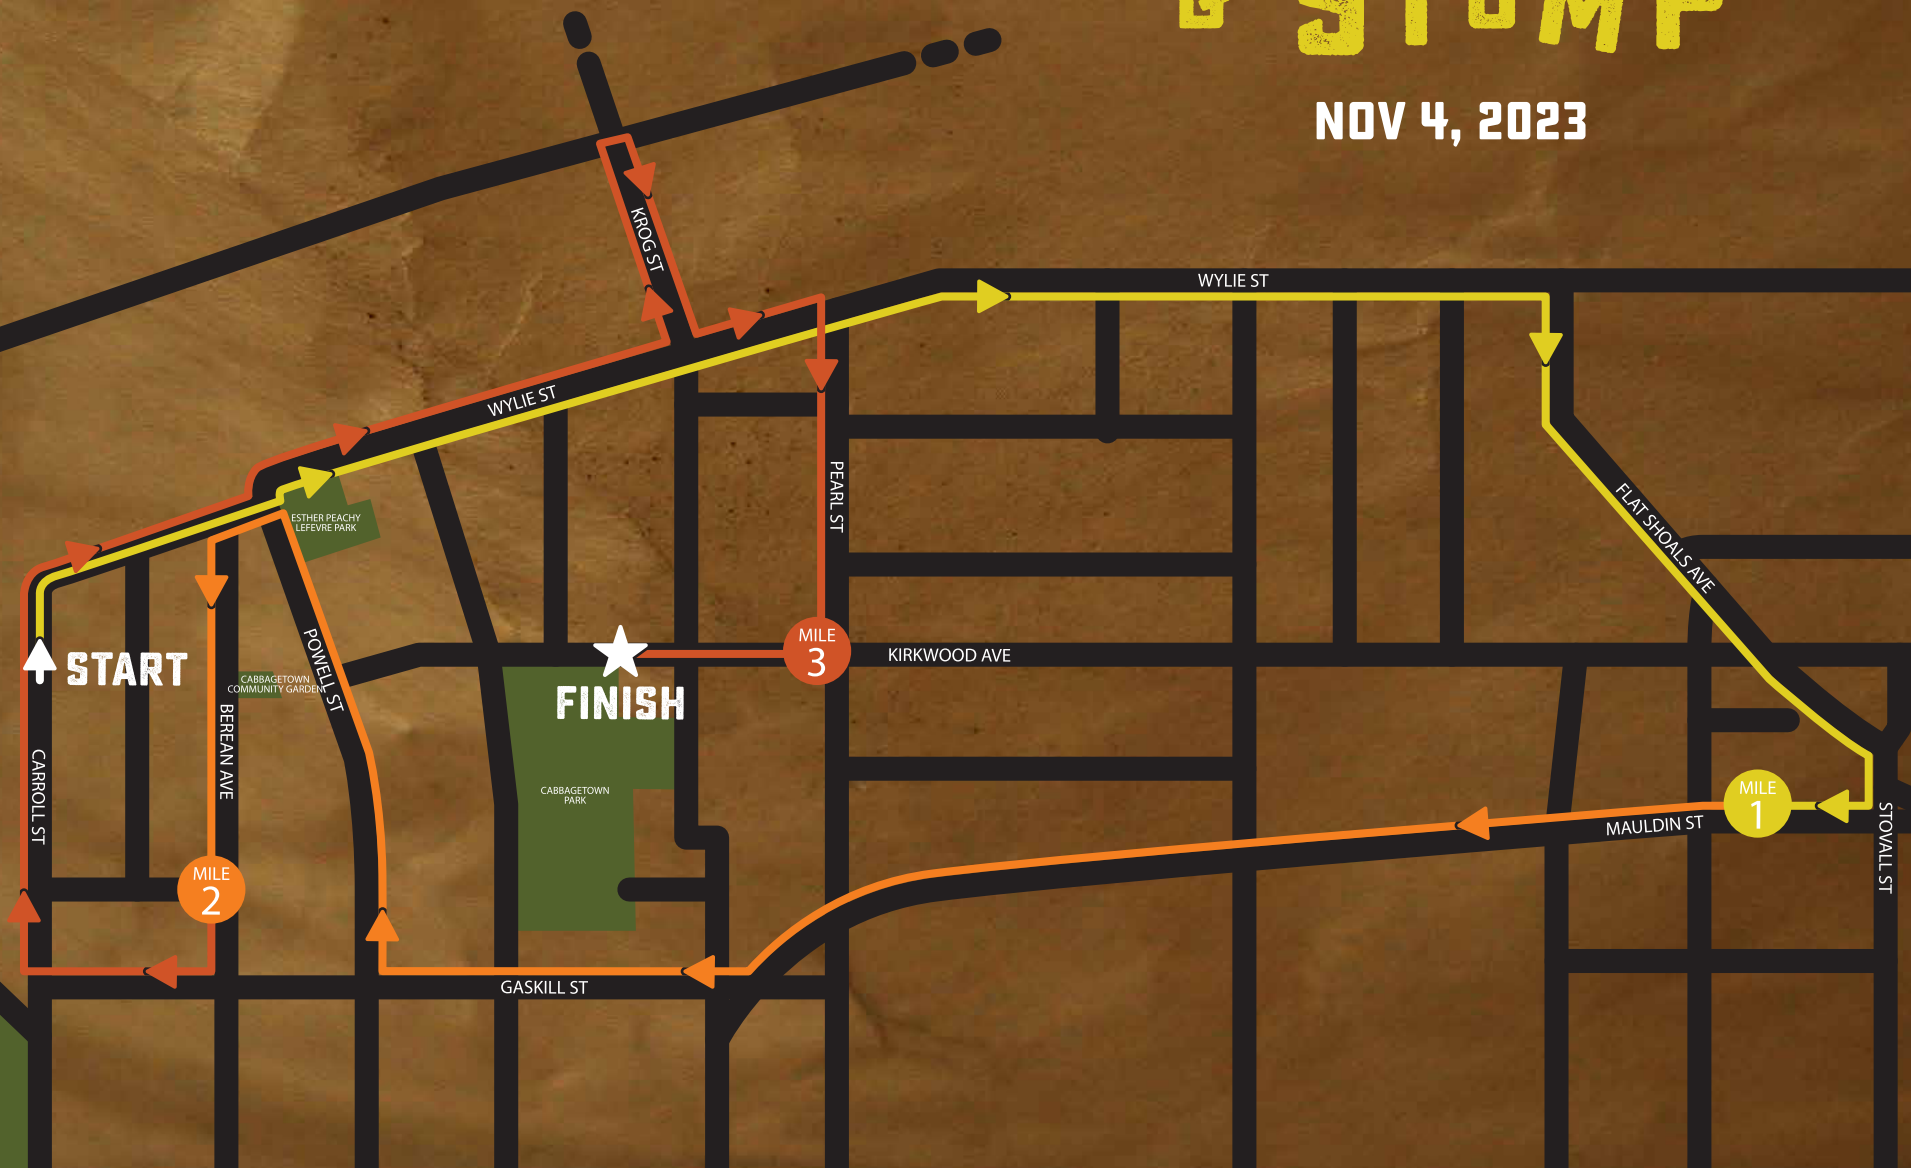 & STOMP
NOV 4, 2023
KROG ST
WYLIE ST
WYLIE ST
ESTHER PEACHY
LEFEVRE PARK
PEARL ST
FLAT SHOALS AVE
START
CABBAGETOWN
COMMUNITY GARDEN
POWELL ST
BEREAN AVE
CARROLL ST
FINISH
MILE
3
KIRKWOOD AVE
CABBAGETOWN
PARK
MILE
1
MAULDIN ST
STOVALL ST
MILE
2
GASKILL ST